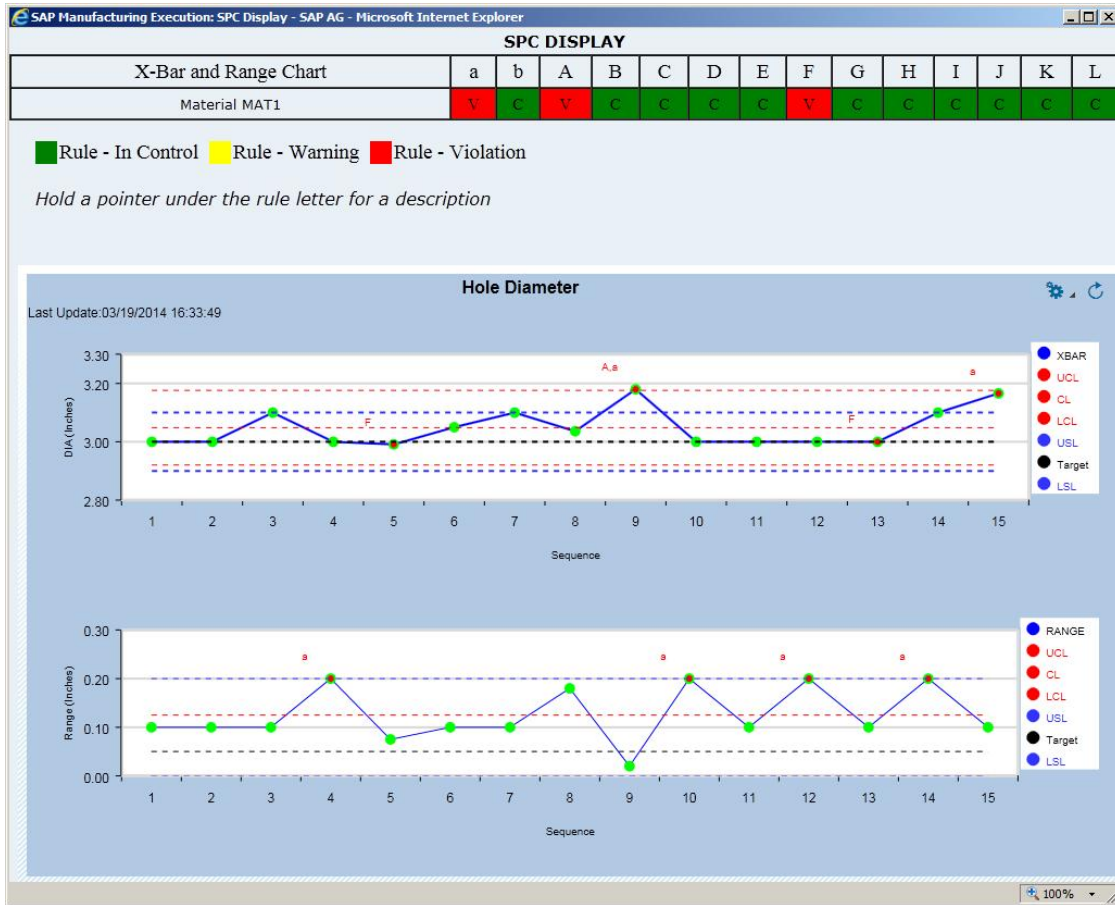 SAP Manufacturing Execution: SPC Display - SAP AG - Microsoft Internet Explorer
SPC DISPLAY
X-Bar and Range Chart a b A B C D E F G H I J K L
Material MAT1 V C V C C C C V C C C C C C
Rule - In Control Rule - Warning Rule - Violation
Hold a pointer under the rule letter for a description
Hole Diameter
Last Update:03/19/2014 16:33:49
DIA (Inches)
3.30
3.20
3.00
2.80
F A,a F a
XBAR
UCL
CL
LCL
USL
Target
LSL
1 2 3 4 5 6 7 8 9 10 11 12 13 14 15
Sequence
Range (Inches)
0.30
0.20
0.10
0.00
a a a a
RANGE
UCL
CL
LCL
USL
Target
LSL
1 2 3 4 5 6 7 8 9 10 11 12 13 14 15
Sequence
100%